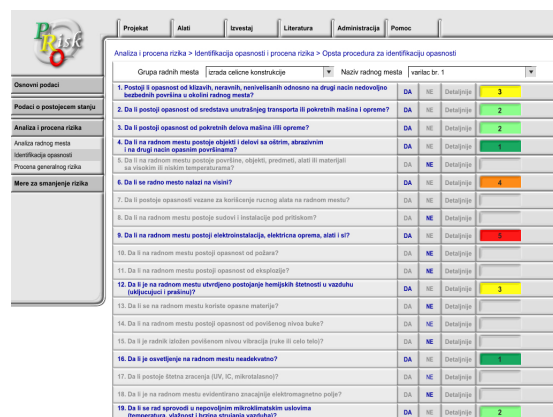 PRisk
Projekat
Alati
Izvestaj
Literatura
Administracija
Pomoc
Analiza i procena rizika > Identifikacija opasnosti i procena rizika > Opsta procedura za identifikaciju opasnosti
Grupa radnih mesta izrada celicne konstrukcije Naziv radnog mesta varilac br. 1
Osnovni podaci
Podaci o postojecem stanju
Analiza i procena rizika
Analiza radnog mesta
Identifikacija opasnosti
Procena generalnog rizika
Mere za smanjenje rizika
1. Postoji li opasnost od klizavih, neravnih, nenivelisanih odnosno na drugi nacin nedovoljno
bezbednih površina u okolini radnog mesta? DA NE Detaljnije 3
2. Da li postoji opasnost od sredstava unutrašnjeg transporta ili pokretnih mašina i opreme? DA NE Detaljnije 2
3. Da li postoji opasnost od pokretnih delova mašina i/ili opreme? DA NE Detaljnije 2
4. Da li na radnom mestu postoje objekti i delovi sa oštrim, abrazivnim
i na drugi nacin opasnim površinama? DA NE Detaljnije 1
5. Da li na radnom mestu postoje površine, objekti, predmeti, alati ili materijali
sa visokim ili niskim temperaturama? DA NE Detaljnije
6. Da li se radno mesto nalazi na visini? DA NE Detaljnije 4
7. Da li postoje opasnosti vazane za korišcenje rucnog alata na radnom mestu? DA NE Detaljnije
8. Da li na radnom mestu postoje sudovi i instalacije pod pritiskom? DA NE Detaljnije
9. Da li na radnom mestu postoji elektroinstalacija, elektricna oprema, alati i sl? DA NE Detaljnije 5
10. Da li na radnom mestu postoji opasnost od požara? DA NE Detaljnije
11. Da li na radnom mestu postoji opasnost od eksplozije? DA NE Detaljnije
12. Da li je na radnom mestu utvrdjeno postojanje hemijskih štetnosti u vazduhu
(ukljucujuci i prašinu)? DA NE Detaljnije 3
13. Da li se na radnom mestu koriste opasne materije? DA NE Detaljnije
14. Da li na radnom mestu postoji opasnost od povišenog nivoa buke? DA NE Detaljnije
15. Da li je radnik izložen povišenom nivou vibracija (ruke ili celo telo)? DA NE Detaljnije
16. Da li je osvetljenje na radnom mestu neadekvatno? DA NE Detaljnije 1
17. Da li postoje štetna zracenja (UV, IC, mikrotalasno)? DA NE Detaljnije
18. Da li je na radnom mestu evidentirano znacajnije elektromagnetno polje? DA NE Detaljnije
19. Da li se rad sprovodi u nepovoljnim mikroklimatskim uslovima
(temperatura, vlažnost i brzina strujanja vazduha)? DA NE Detaljnije 2